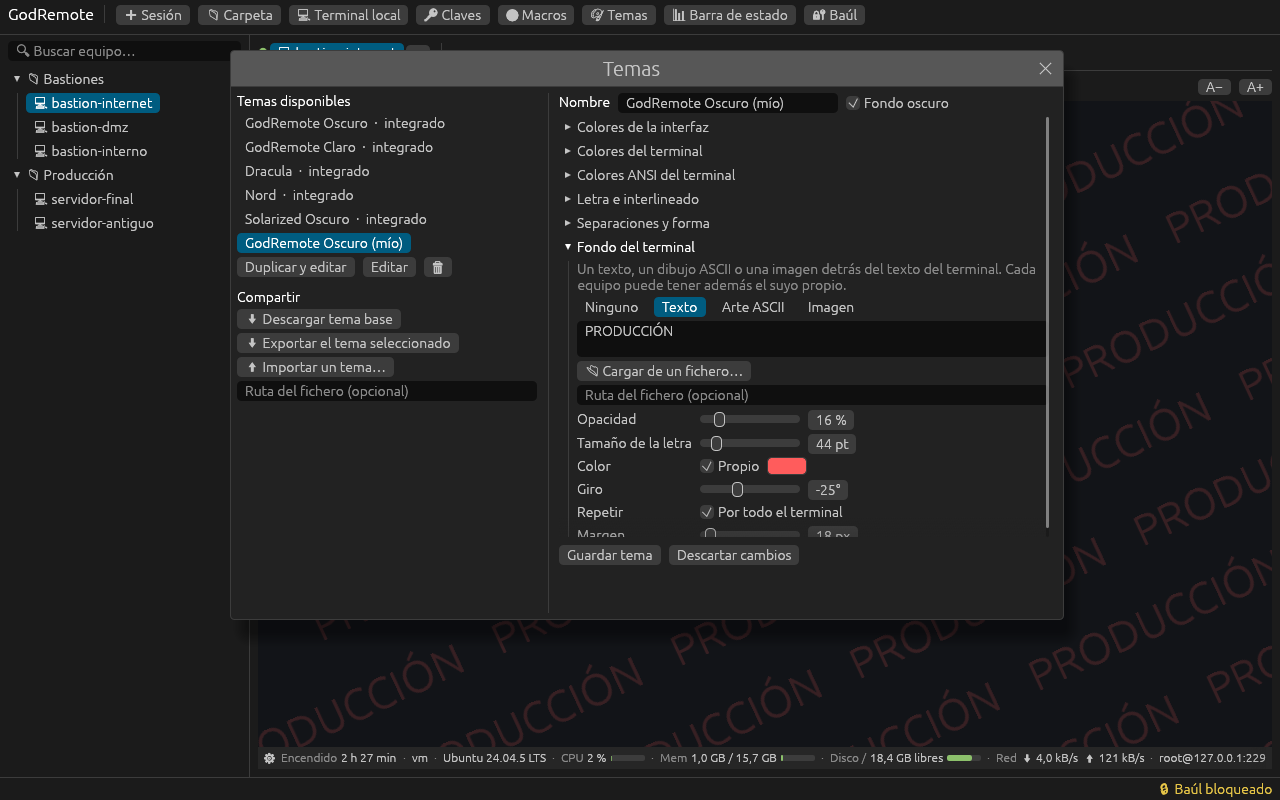 GodRemote
+ Sesión
Carpeta
Terminal local
Claves
Macros
Temas
Barra de estado
Baúl
Buscar equipo…
Bastiones
bastion-internet
bastion-dmz
bastion-interno
Producción
servidor-final
servidor-antiguo
Temas
Temas disponibles
GodRemote Oscuro · integrado
GodRemote Claro · integrado
Dracula · integrado
Nord · integrado
Solarized Oscuro · integrado
GodRemote Oscuro (mío)
Duplicar y editar
Editar
Compartir
Descargar tema base
Exportar el tema seleccionado
Importar un tema…
Ruta del fichero (opcional)
Nombre
GodRemote Oscuro (mío)
Fondo oscuro
Colores de la interfaz
Colores del terminal
Colores ANSI del terminal
Letra e interlineado
Separaciones y forma
Fondo del terminal
Un texto, un dibujo ASCII o una imagen detrás del texto del terminal. Cada
equipo puede tener además el suyo propio.
Ninguno
Texto
Arte ASCII
Imagen
PRODUCCIÓN
Cargar de un fichero…
Ruta del fichero (opcional)
Opacidad
16 %
Tamaño de la letra
44 pt
Color
Propio
Giro
-25°
Repetir
Por todo el terminal
Margen
18 px
Guardar tema
Descartar cambios
A−
A+
PRODUCCIÓN
Encendido 2 h 27 min · vm · Ubuntu 24.04.5 LTS · CPU 2 % · Mem 1,0 GB / 15,7 GB · Disco / 18,4 GB libres · Red 4,0 kB/s 121 kB/s · root@127.0.0.1:229
Baúl bloqueado